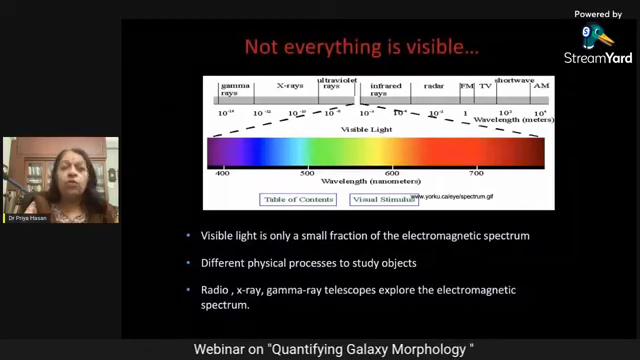 Powered by
StreamYard
Not everything is visible...
gamma rays
X-rays
ultraviolet rays
infrared rays
radar
FM
TV
shortwave
AM
10⁻¹⁴
10⁻¹²
10⁻¹⁰
10⁻⁸
10⁻⁴
10⁻²
1
10²
10⁴
Wavelength (meters)
Visible Light
400
500
600
700
Wavelength (nanometers)
Table of Contents
Visual Stimulus
www.yorku.ca/eye/spectrum.gif
• Visible light is only a small fraction of the electromagnetic spectrum
• Different physical processes to study objects
• Radio , x-ray, gamma-ray telescopes explore the electromagnetic
spectrum.
Dr Priya Hasan
Webinar on "Quantifying Galaxy Morphology "